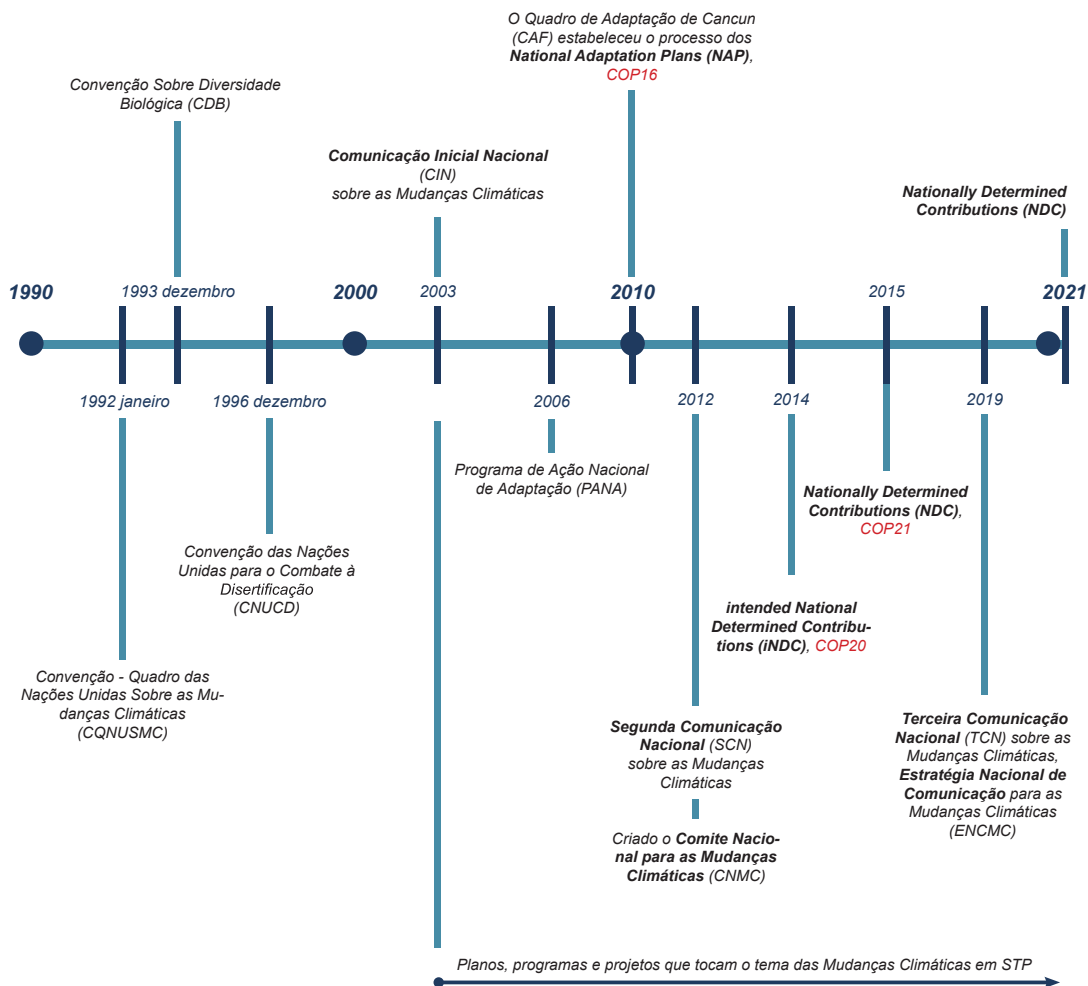 O Quadro de Adaptação de Cancun
(CAF) estabeleceu o processo dos
National Adaptation Plans (NAP),
COP16
Convenção Sobre Diversidade
Biológica (CDB)
Comunicação Inicial Nacional
(CIN)
sobre as Mudanças Climáticas
Nationally Determined
Contributions (NDC)
1990
1993 dezembro
2000
2003
2010
2015
2021
1992 janeiro
1996 dezembro
2006
2012
2014
2019
Programa de Ação Nacional
de Adaptação (PANA)
Nationally Determined
Contributions (NDC),
COP21
Convenção das Nações
Unidas para o Combate à
Disertificação
(CNUCD)
intended National
Determined Contribu-
tions (iNDC), COP20
Convenção - Quadro das
Nações Unidas Sobre as Mu-
danças Climáticas
(CQNUSMC)
Segunda Comunicação
Nacional (SCN)
sobre as Mudanças
Climáticas
Criado o Comite Nacio-
nal para as Mudanças
Climáticas (CNMC)
Terceira Comunicação
Nacional (TCN) sobre as
Mudanças Climáticas,
Estratégia Nacional de
Comunicação para as
Mudanças Climáticas
(ENCMC)
Planos, programas e projetos que tocam o tema das Mudanças Climáticas em STP